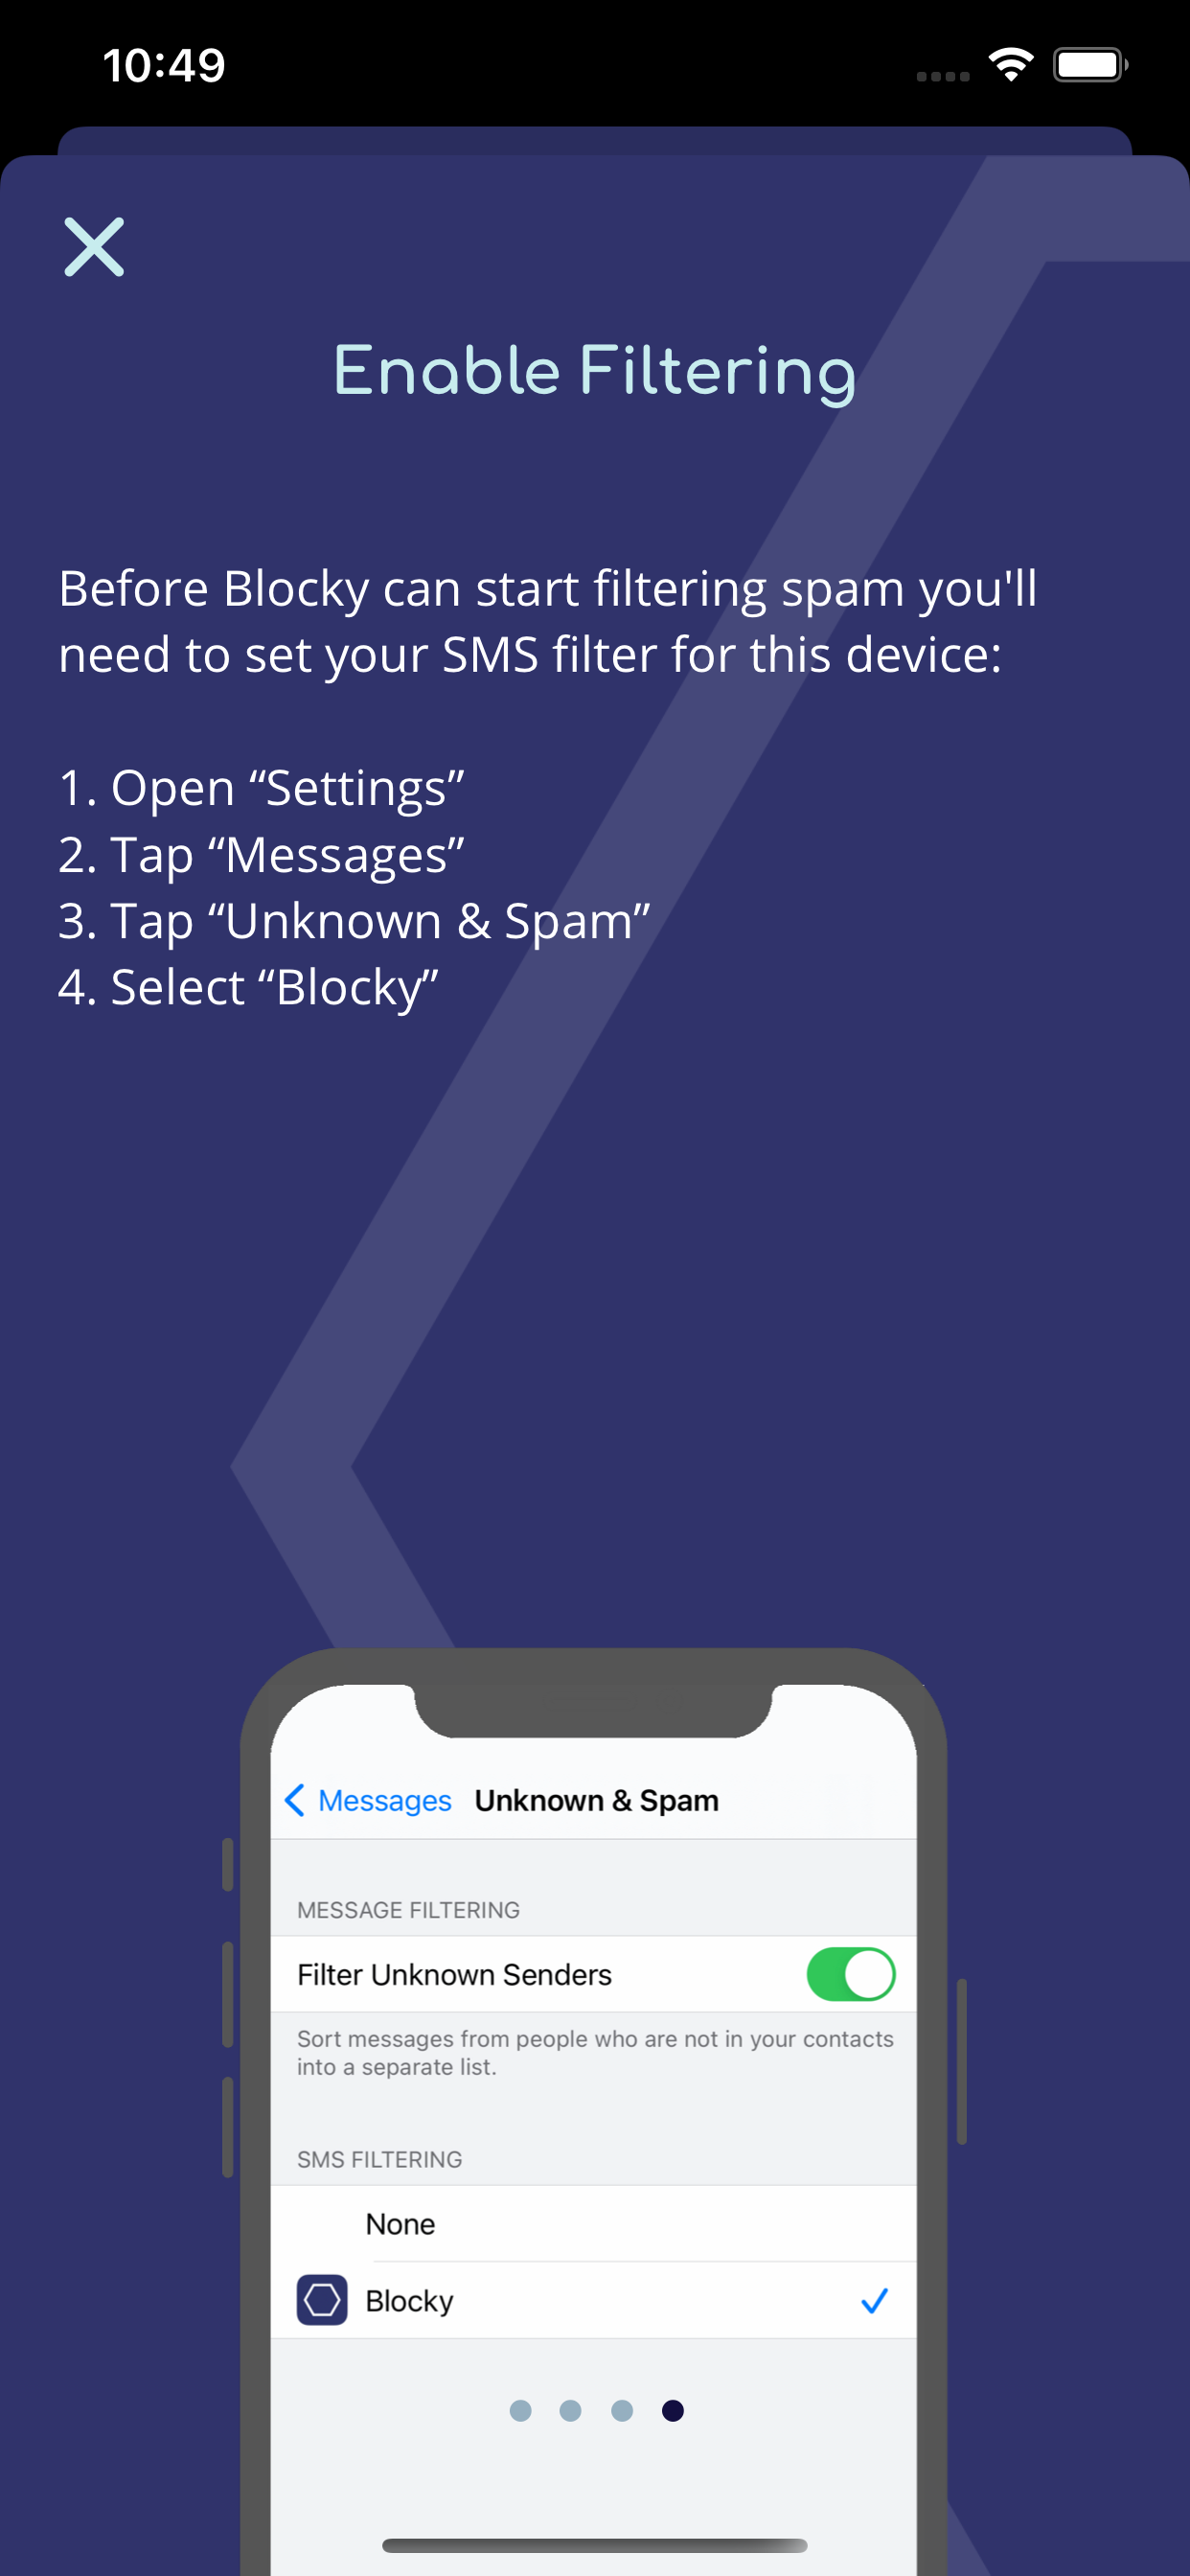 10:49
Enable Filtering
Before Blocky can start filtering spam you'll
need to set your SMS filter for this device:
1. Open “Settings”
2. Tap “Messages”
3. Tap “Unknown & Spam”
4. Select “Blocky”
Messages Unknown & Spam
MESSAGE FILTERING
Filter Unknown Senders
Sort messages from people who are not in your contacts
into a separate list.
SMS FILTERING
None
Blocky